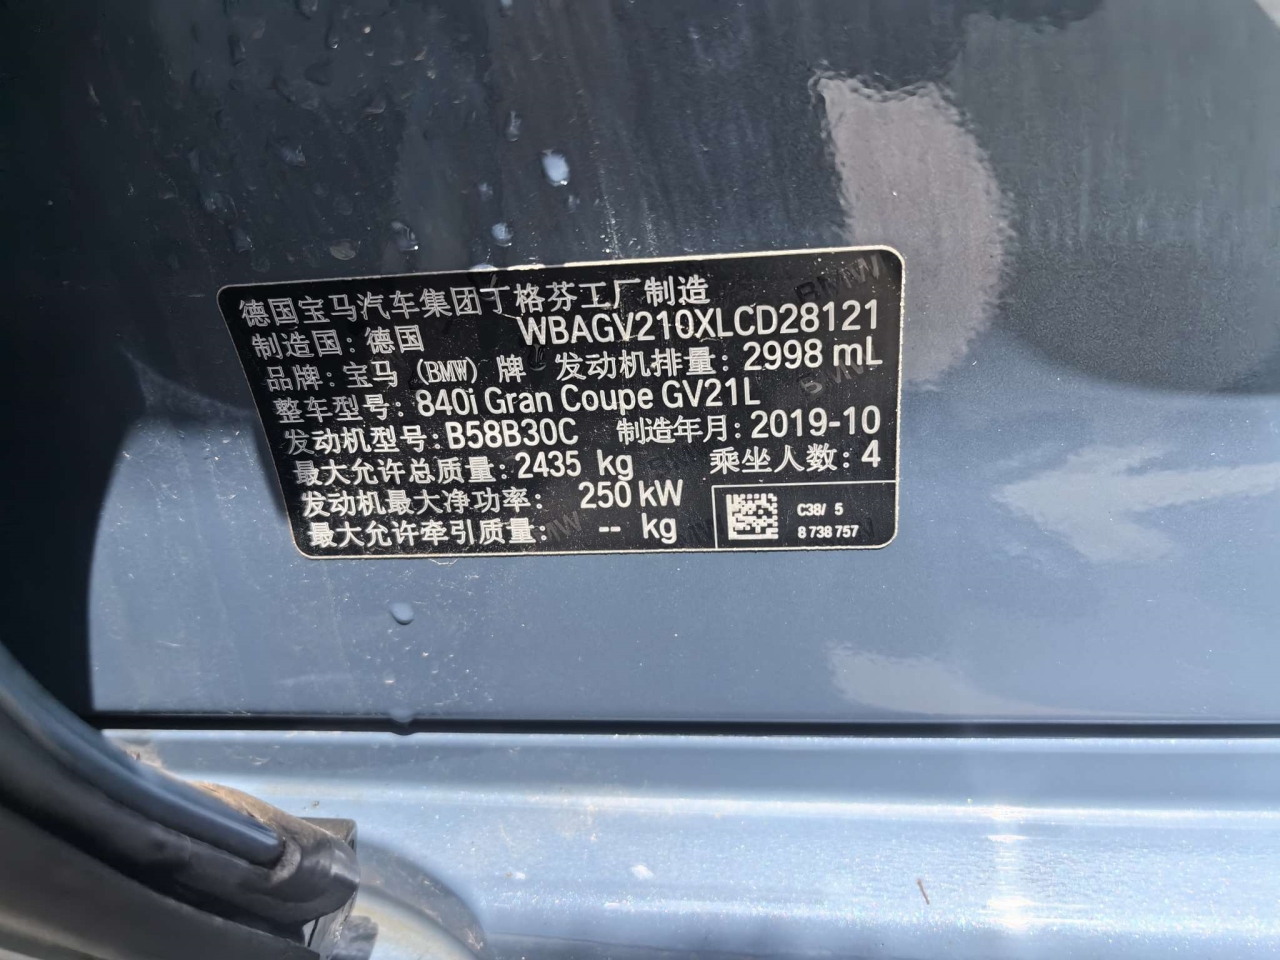 德国宝马汽车集团丁格芬工厂制造
制造国: 德国 WBAGV210XLCD28121
品牌: 宝马 (BMW) 牌 发动机排量: 2998 mL
整车型号: 840i Gran Coupe GV21L
发动机型号: B58B30C 制造年月: 2019-10
最大允许总质量: 2435 kg 乘坐人数: 4
发动机最大净功率: 250 kW
最大允许牵引质量: -- kg
C38/ 5
8 738 757